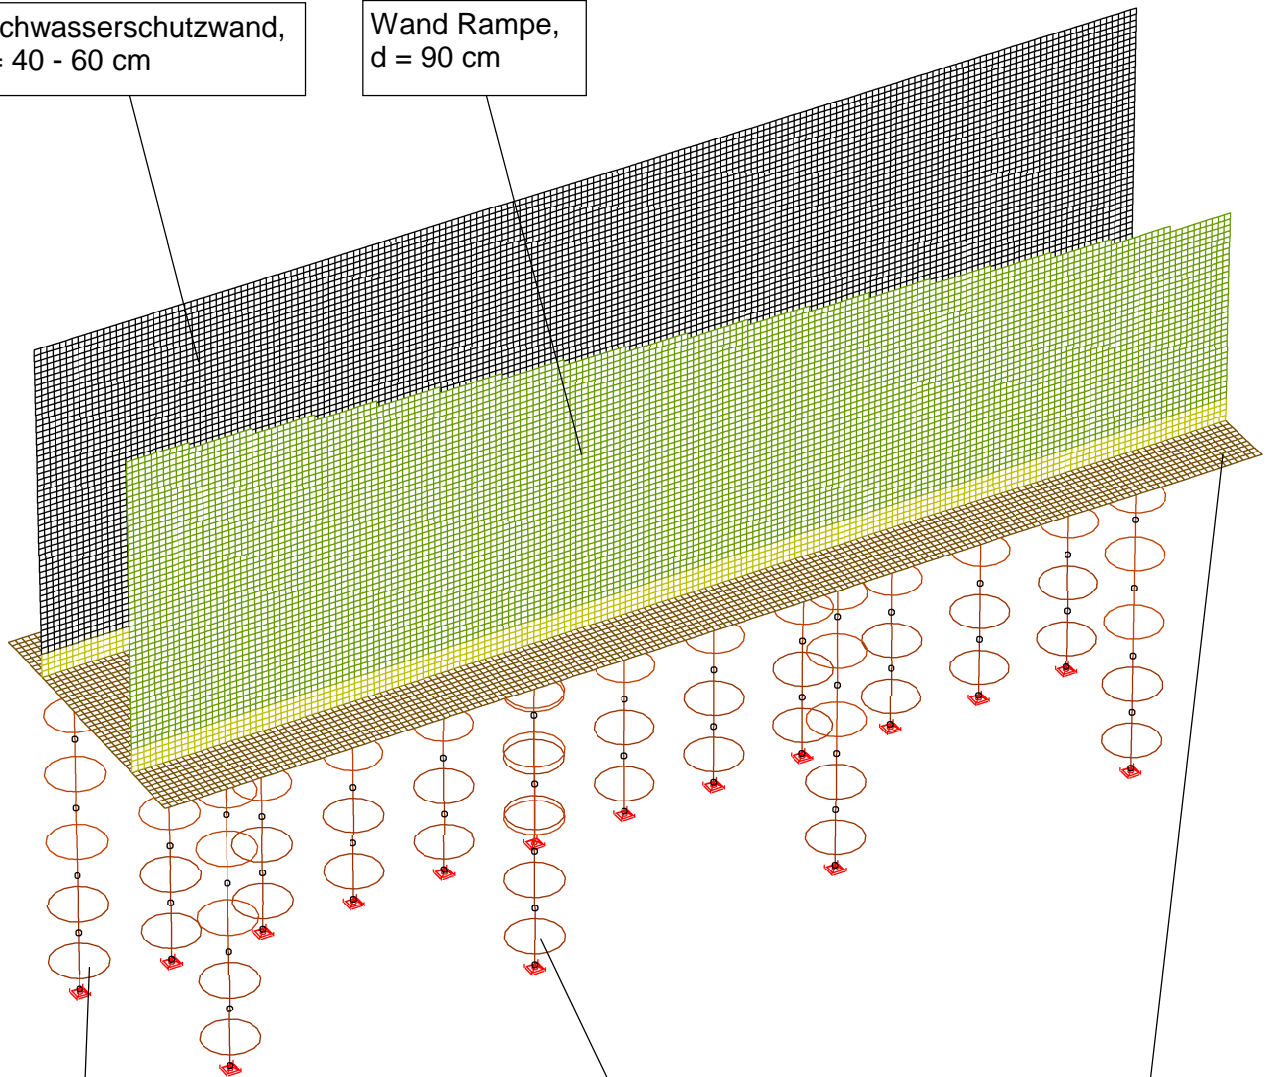 chwasserschutzwand,
= 40 - 60 cm
Wand Rampe,
d = 90 cm